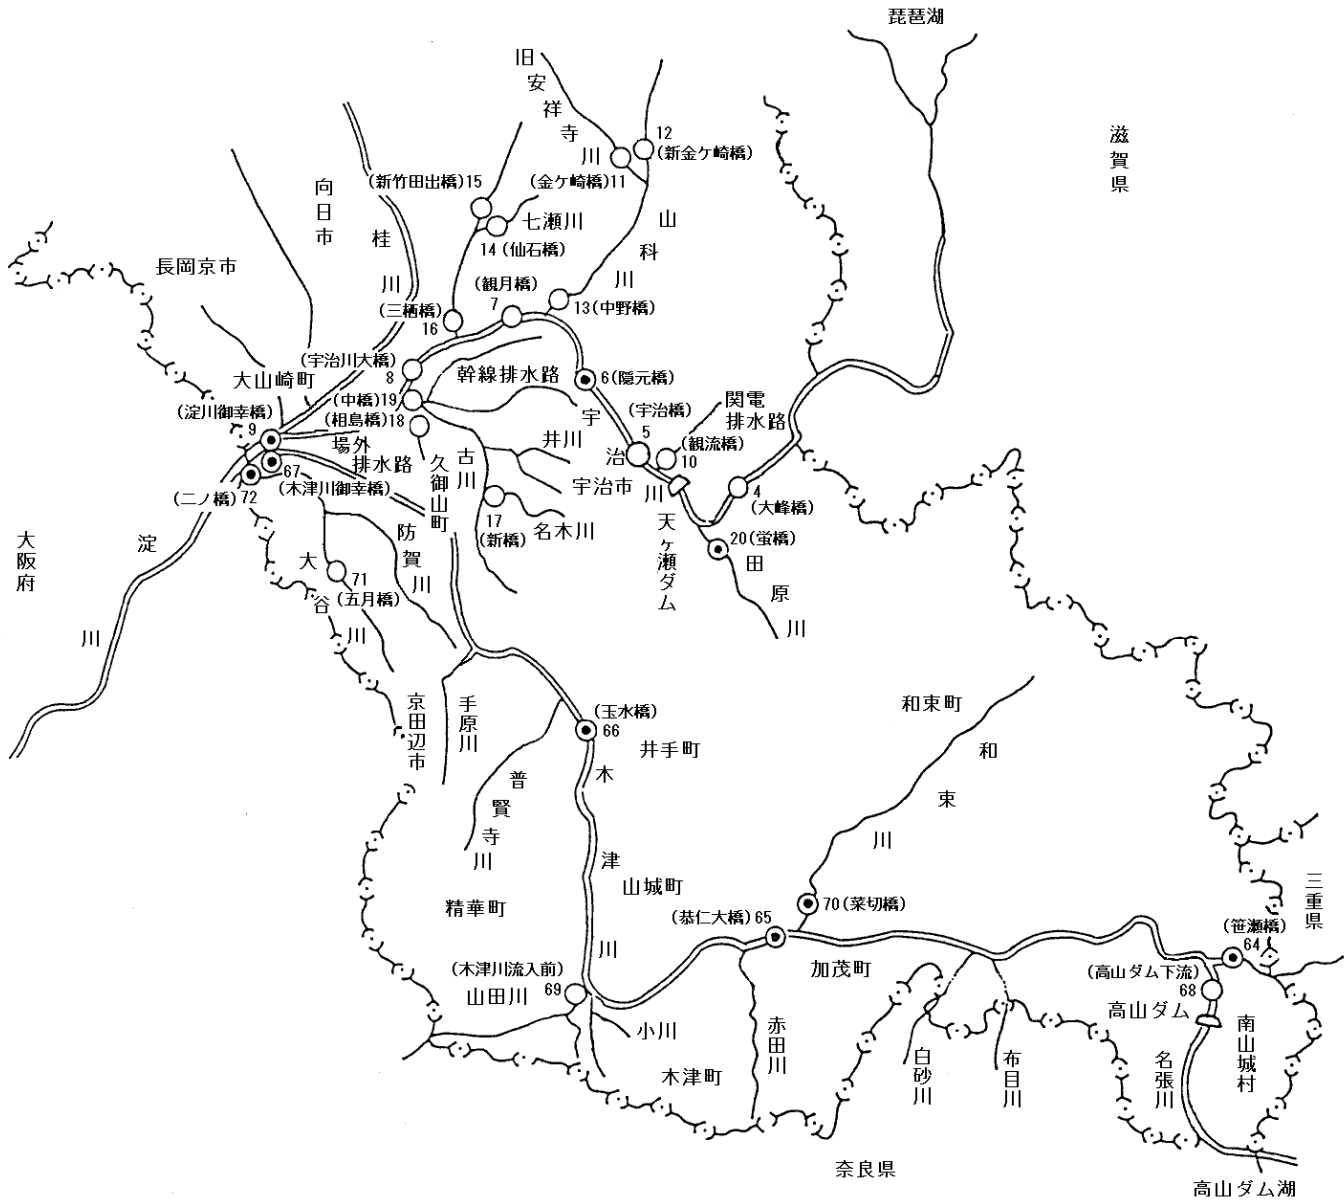 琵琶湖
滋賀県
旧安祥寺川
12
(新金ケ崎橋)
(新竹田出橋)15
(金ケ崎橋)11
向日市
桂川
七瀬川
14(仙石橋)
山科川
長岡京市
(観月橋)
7
13(中野橋)
(三栖橋)
16
(宇治川大橋)
8
大山崎町
幹線排水路
6(隠元橋)
(中橋)19
(相島橋)18
(淀川御幸橋)
9
場外
排水路
67
(木津川御幸橋)
(二ノ橋)
72
久御山町
古川
井川
宇治市
宇治川
(宇治橋)
5
関電
排水路
(観流橋)
10
4
(大峰橋)
17
(新橋)
名木川
天ヶ瀬ダム
20(蛍橋)
田原川
大阪府
淀川
防賀川
大谷川
71
(五月橋)
京田辺市
手原川
(玉水橋)
66
井手町
和束町
和束川
普賢寺川
木津川
山城町
精華町
(恭仁大橋)65
70(菜切橋)
加茂町
三重県
(笹瀬橋)
64
(高山ダム下流)
68
高山ダム
(木津川流入前)
69
山田川
小川
木津町
赤田川
白砂川
布目川
名張川
南山城村
奈良県
高山ダム湖